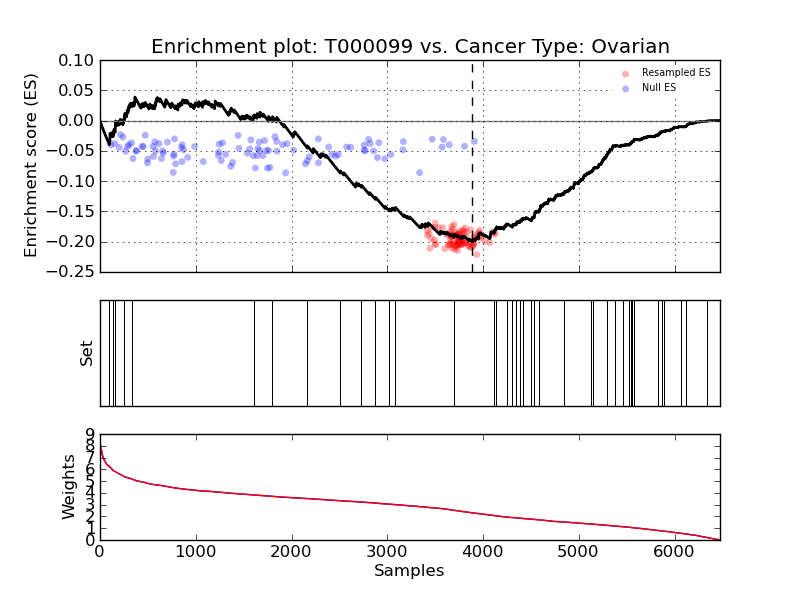 Enrichment plot: T000099 vs. Cancer Type: Ovarian
Enrichment score (ES)
0.10
0.05
0.00
−0.05
−0.10
−0.15
−0.20
−0.25
Resampled ES
Null ES
Set
Weights
9
8
7
6
5
4
3
2
1
0
0 1000 2000 3000 4000 5000 6000
Samples